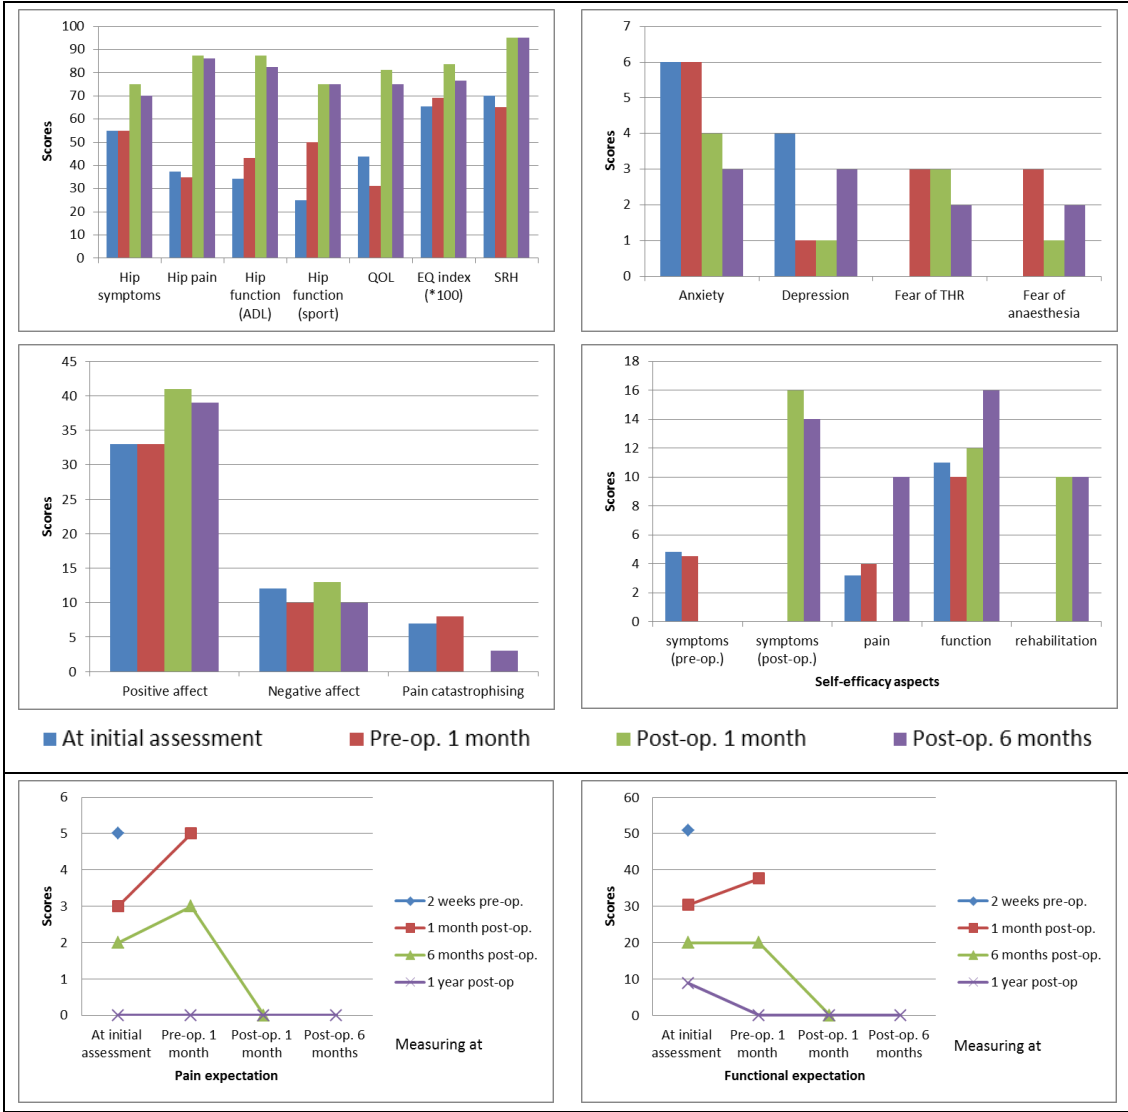 100
90
80
70
60
50
40
30
20
10
0
Scores
Hip symptoms
Hip pain
Hip function (ADL)
Hip function (sport)
QOL
EQ index (*100)
SRH
7
6
5
4
3
2
1
0
Scores
Anxiety
Depression
Fear of THR
Fear of anaesthesia
45
40
35
30
25
20
15
10
5
0
Scores
Positive affect
Negative affect
Pain catastrophising
18
16
14
12
10
8
6
4
2
0
Scores
symptoms (pre-op.)
symptoms (post-op.)
pain
function
rehabilitation
Self-efficacy aspects
At initial assessment
Pre-op. 1 month
Post-op. 1 month
Post-op. 6 months
6
5
4
3
2
1
0
Scores
At initial assessment
Pre-op. 1 month
Post-op. 1 month
Post-op. 6 months
Measuring at
Pain expectation
2 weeks pre-op.
1 month post-op.
6 months post-op.
1 year post-op
60
50
40
30
20
10
0
Scores
At initial assessment
Pre-op. 1 month
Post-op. 1 month
Post-op. 6 months
Measuring at
Functional expectation
2 weeks pre-op.
1 month post-op.
6 months post-op.
1 year post-op